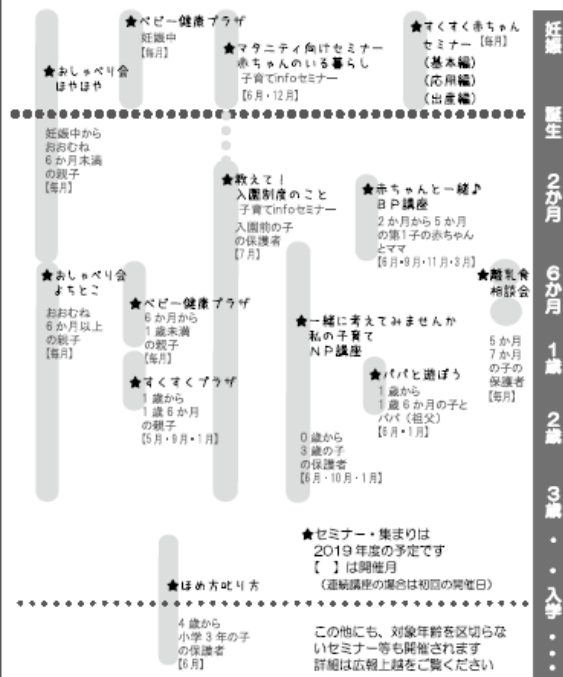 ★ベビー健康プラザ
妊娠中
【毎月】
★おしゃべり会
ほやほや
★マタニティ向けセミナー
赤ちゃんのいる暮らし
子育てinfoセミナー
【6月・12月】
★すくすく赤ちゃん
セミナー【毎月】
(基本編)
(応用編)
(出産編)
妊娠中から
おおむね
6か月未満
の親子
【毎月】
★教えて!
入園制度のこと
子育てinfoセミナー
入園前の子
の保護者
【7月】
★赤ちゃんと一緒♪
BP講座
2か月から5か月
の第1子の赤ちゃん
とママ
【6月・9月・11月・3月】
★おしゃべり会
よちとこ
おおむね
6か月以上
の親子
【毎月】
★ベビー健康プラザ
6か月から
1歳未満
の親子
【毎月】
★すくすくプラザ
1歳から
1歳6か月
の親子
【5月・9月・1月】
★一緒に考えてみませんか
私の子育て
NP講座
0歳から
3歳の子
の保護者
【6月・10月・1月】
★パパと遊ぼう
1歳から
1歳6か月の子と
パパ(祖父)
【6月・1月】
★離乳食
相談会
5か月
7か月
の子の
保護者
【毎月】
★セミナー・集まりは
2019年度の予定です
【 】は開催月
(連続講座の場合は初回の開催日)
★ほめ方叱り方
4歳から
小学3年の子
の保護者
【6月】
この他にも、対象年齢を区切らな
いセミナー等も開催されます
詳細は広報上越をご覧ください
妊娠
誕生
2か月
6か月
1歳
2歳
3歳
・
・
入学
・
・
・